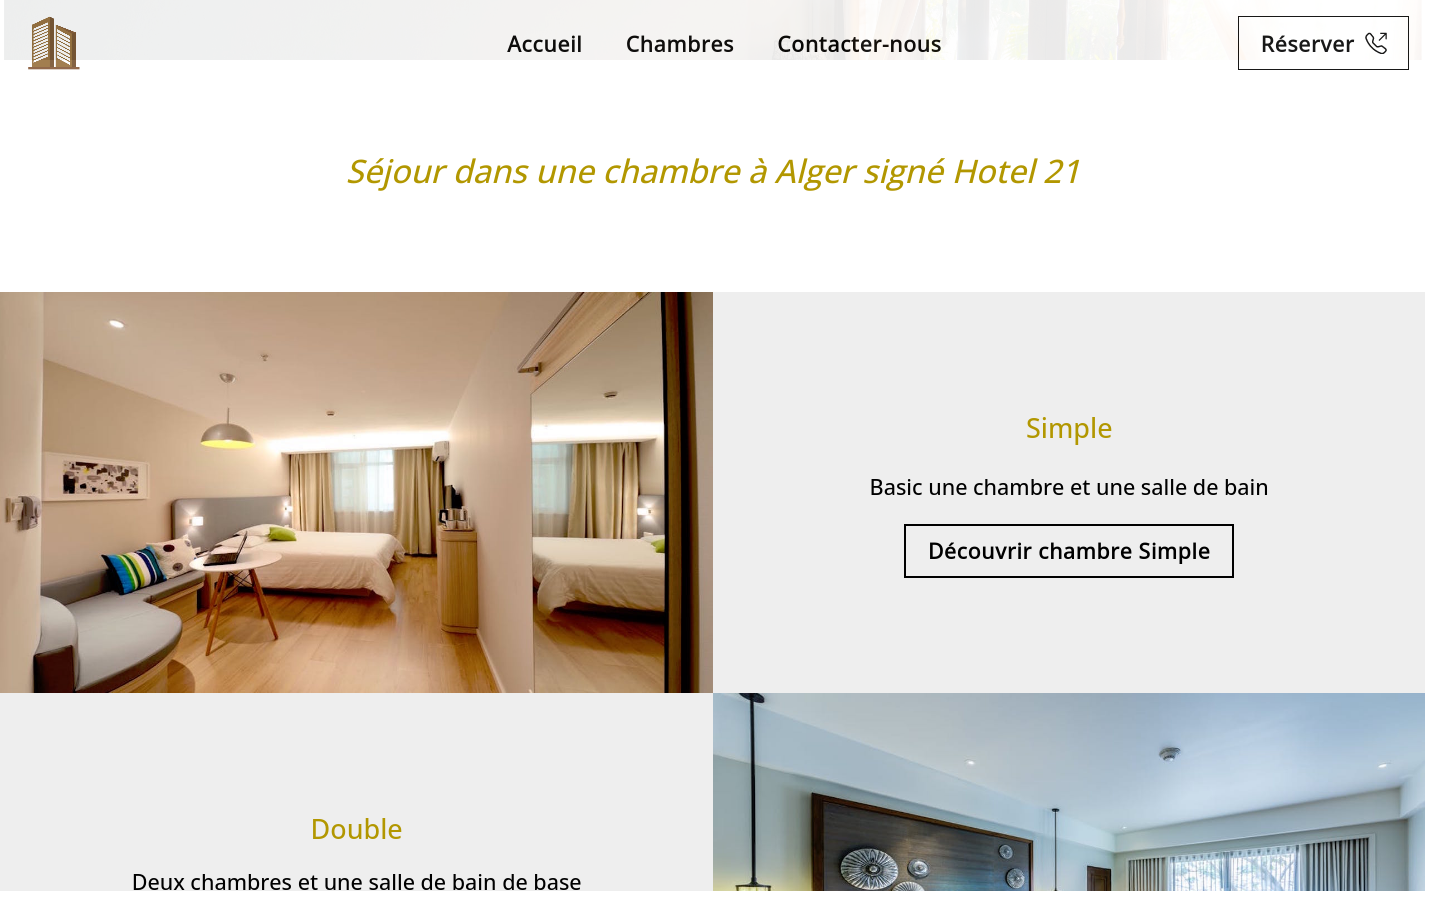 Accueil
Chambres
Contacter-nous
Réserver
Séjour dans une chambre à Alger signé Hotel 21
Simple
Basic une chambre et une salle de bain
Découvrir chambre Simple
Double
Deux chambres et une salle de bain de base